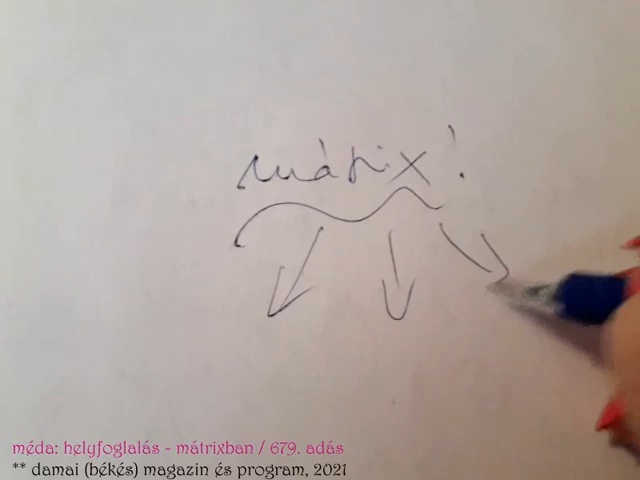 mátrix!
méda: helyfoglalás - mátrixban / 679. adás
** damai (békés) magazin és program, 2021